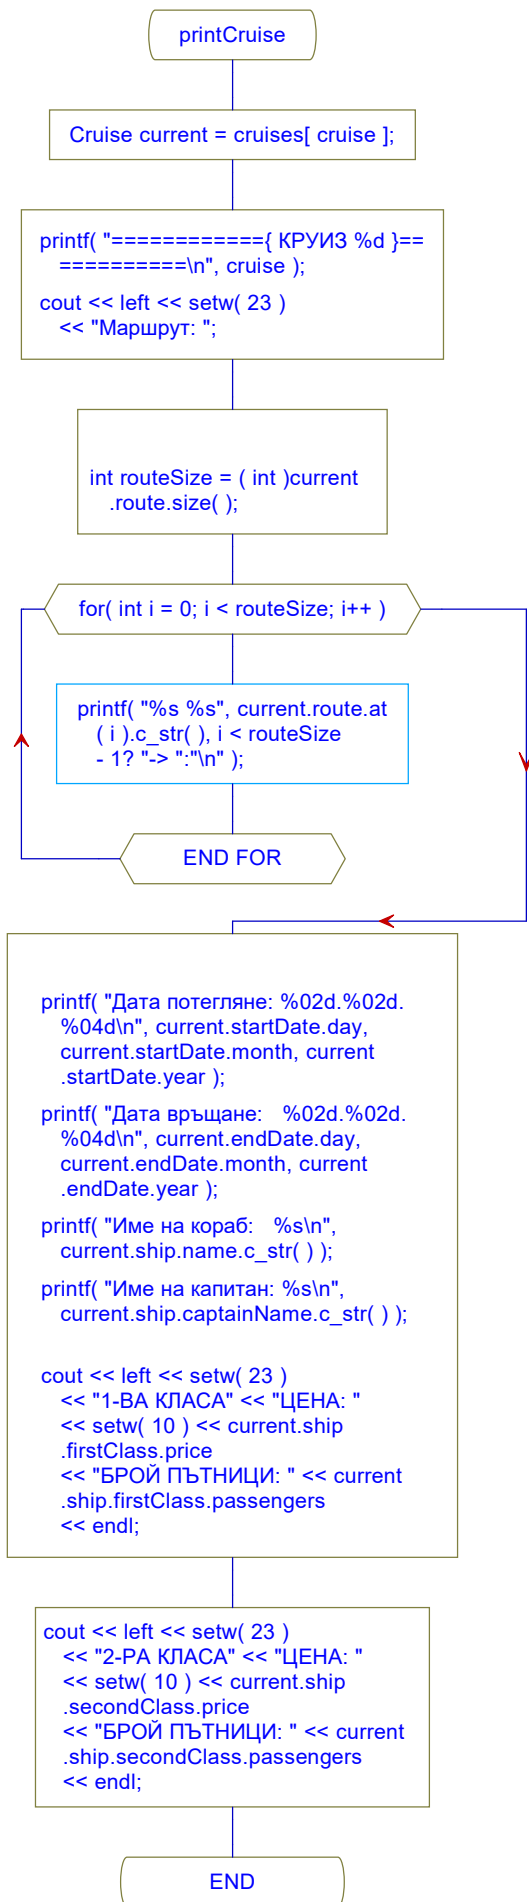 printCruise
Cruise current = cruises[ cruise ];
printf( "============{ КРУИЗ %d }==
==========\n", cruise );
cout << left << setw( 23 )
<< "Маршрут: ";
int routeSize = ( int )current
.route.size( );
for( int i = 0; i < routeSize; i++ )
printf( "%s %s", current.route.at
( i ).c_str( ), i < routeSize
- 1? "-> ":"\n" );
END FOR
printf( "Дата потегляне: %02d.%02d.
%04d\n", current.startDate.day,
current.startDate.month, current
.startDate.year );
printf( "Дата връщане:   %02d.%02d.
%04d\n", current.endDate.day,
current.endDate.month, current
.endDate.year );
printf( "Име на кораб:   %s\n",
current.ship.name.c_str( ) );
printf( "Име на капитан: %s\n",
current.ship.captainName.c_str( ) );
cout << left << setw( 23 )
<< "1-ВА КЛАСА" << "ЦЕНА: "
<< setw( 10 ) << current.ship
.firstClass.price
<< "БРОЙ ПЪТНИЦИ: " << current
.ship.firstClass.passengers
<< endl;
cout << left << setw( 23 )
<< "2-РА КЛАСА" << "ЦЕНА: "
<< setw( 10 ) << current.ship
.secondClass.price
<< "БРОЙ ПЪТНИЦИ: " << current
.ship.secondClass.passengers
<< endl;
END